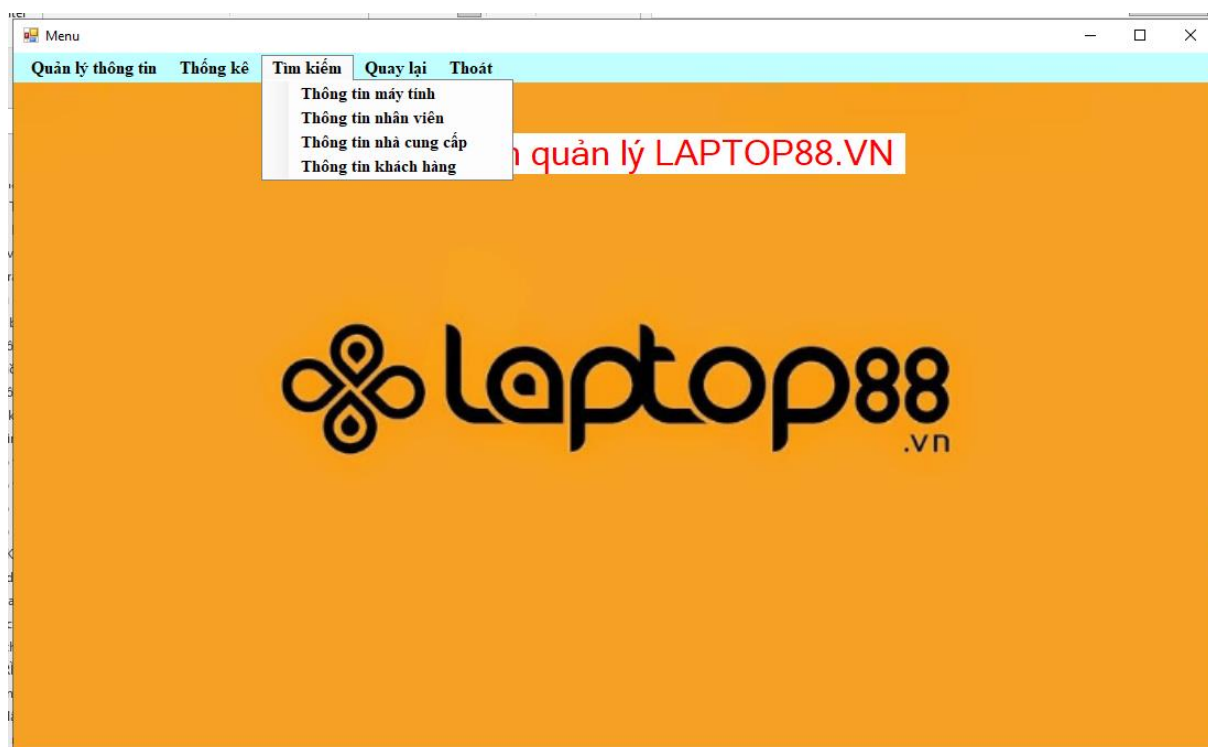 Menu
Quản lý thông tin Thống kê Tìm kiếm Quay lại Thoát
Thông tin máy tính
Thông tin nhân viên
Thông tin nhà cung cấp
Thông tin khách hàng
quản lý LAPTOP88.VN
laptop88
.vn